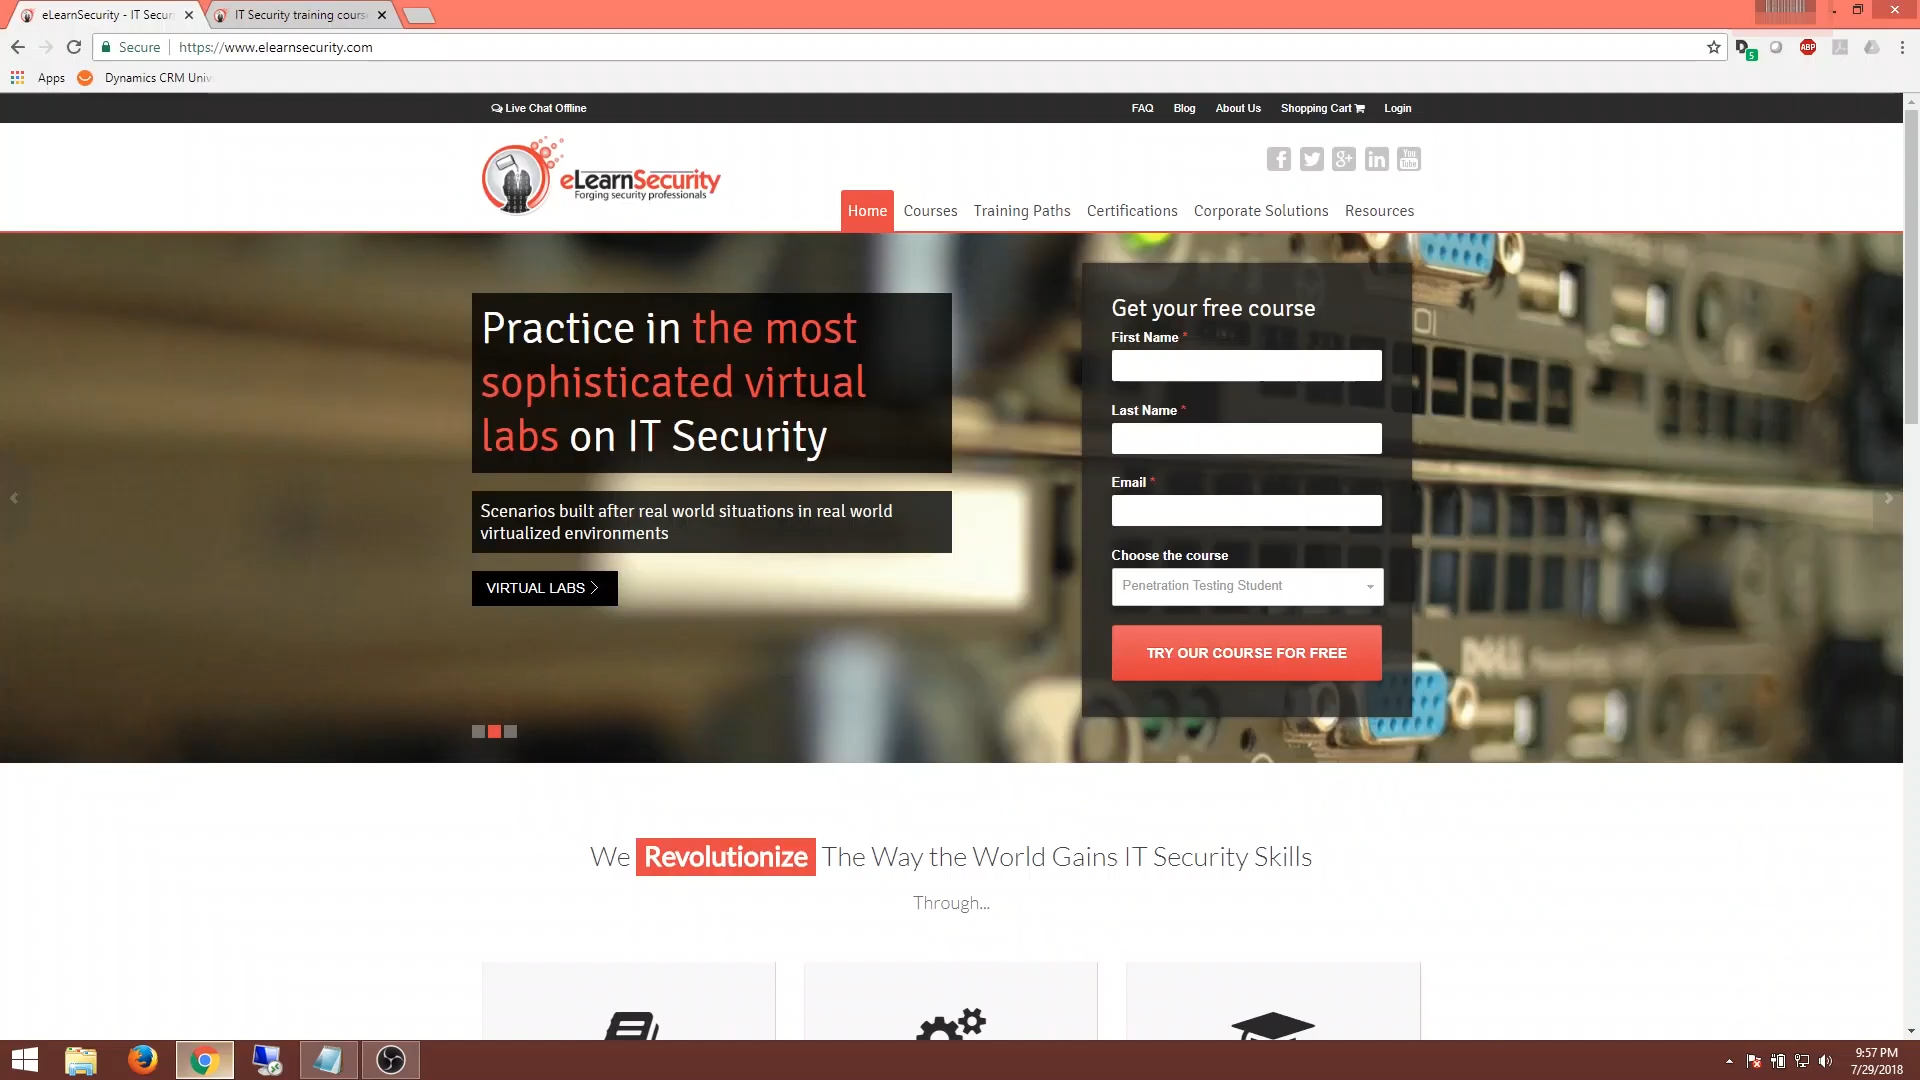 eLearnSecurity - IT Secur
IT Security training cours
Secure
https://www.elearnsecurity.com
5
ABP
Apps
Dynamics CRM Univ
Live Chat Offline
FAQ
Blog
About Us
Shopping Cart
Login
eLearnSecurity
Forging security professionals
You
Tube
Home
Courses
Training Paths
Certifications
Corporate Solutions
Resources
Practice in the most
sophisticated virtual
labs on IT Security
Scenarios built after real world situations in real world
virtualized environments
VIRTUAL LABS
Get your free course
First Name *
Last Name *
Email *
Choose the course
Penetration Testing Student
TRY OUR COURSE FOR FREE
DELL
We Revolutionize The Way the World Gains IT Security Skills
Through...
9:57 PM
7/29/2018